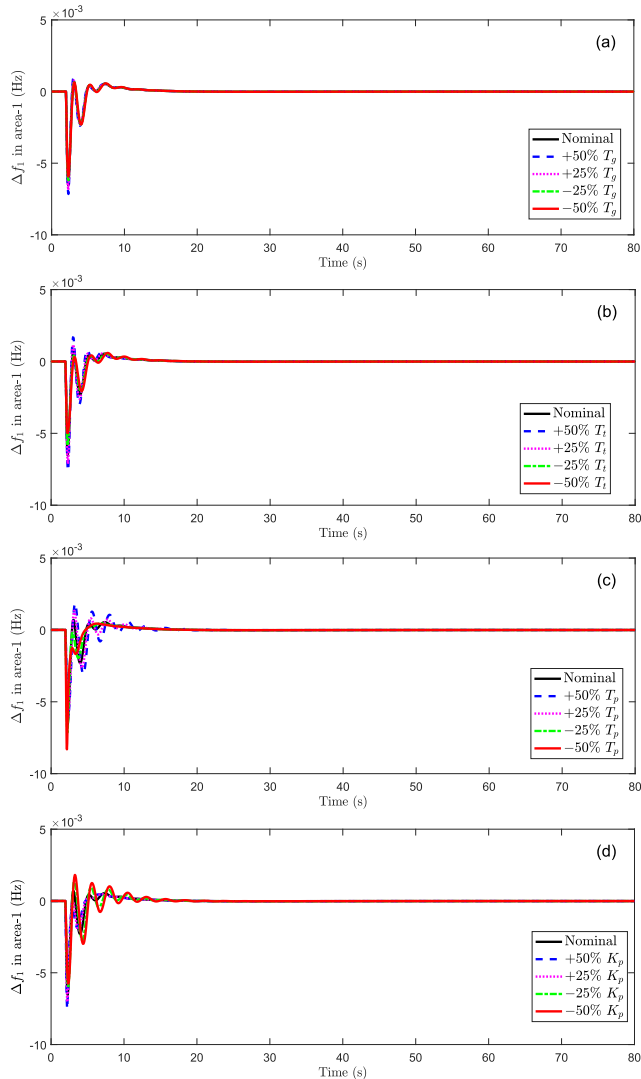 ×10⁻³
5
(a)
0
Δf₁ in area-1 (Hz)
-5
-10
Nominal
+50% T_g
+25% T_g
−25% T_g
−50% T_g
0 10 20 30 40 50 60 70 80
Time (s)
×10⁻³
5
(b)
0
Δf₁ in area-1 (Hz)
-5
-10
Nominal
+50% T_t
+25% T_t
−25% T_t
−50% T_t
0 10 20 30 40 50 60 70 80
Time (s)
×10⁻³
5
(c)
0
Δf₁ in area-1 (Hz)
-5
-10
Nominal
+50% T_p
+25% T_p
−25% T_p
−50% T_p
0 10 20 30 40 50 60 70 80
Time (s)
×10⁻³
5
(d)
0
Δf₁ in area-1 (Hz)
-5
-10
Nominal
+50% K_p
+25% K_p
−25% K_p
−50% K_p
0 10 20 30 40 50 60 70 80
Time (s)